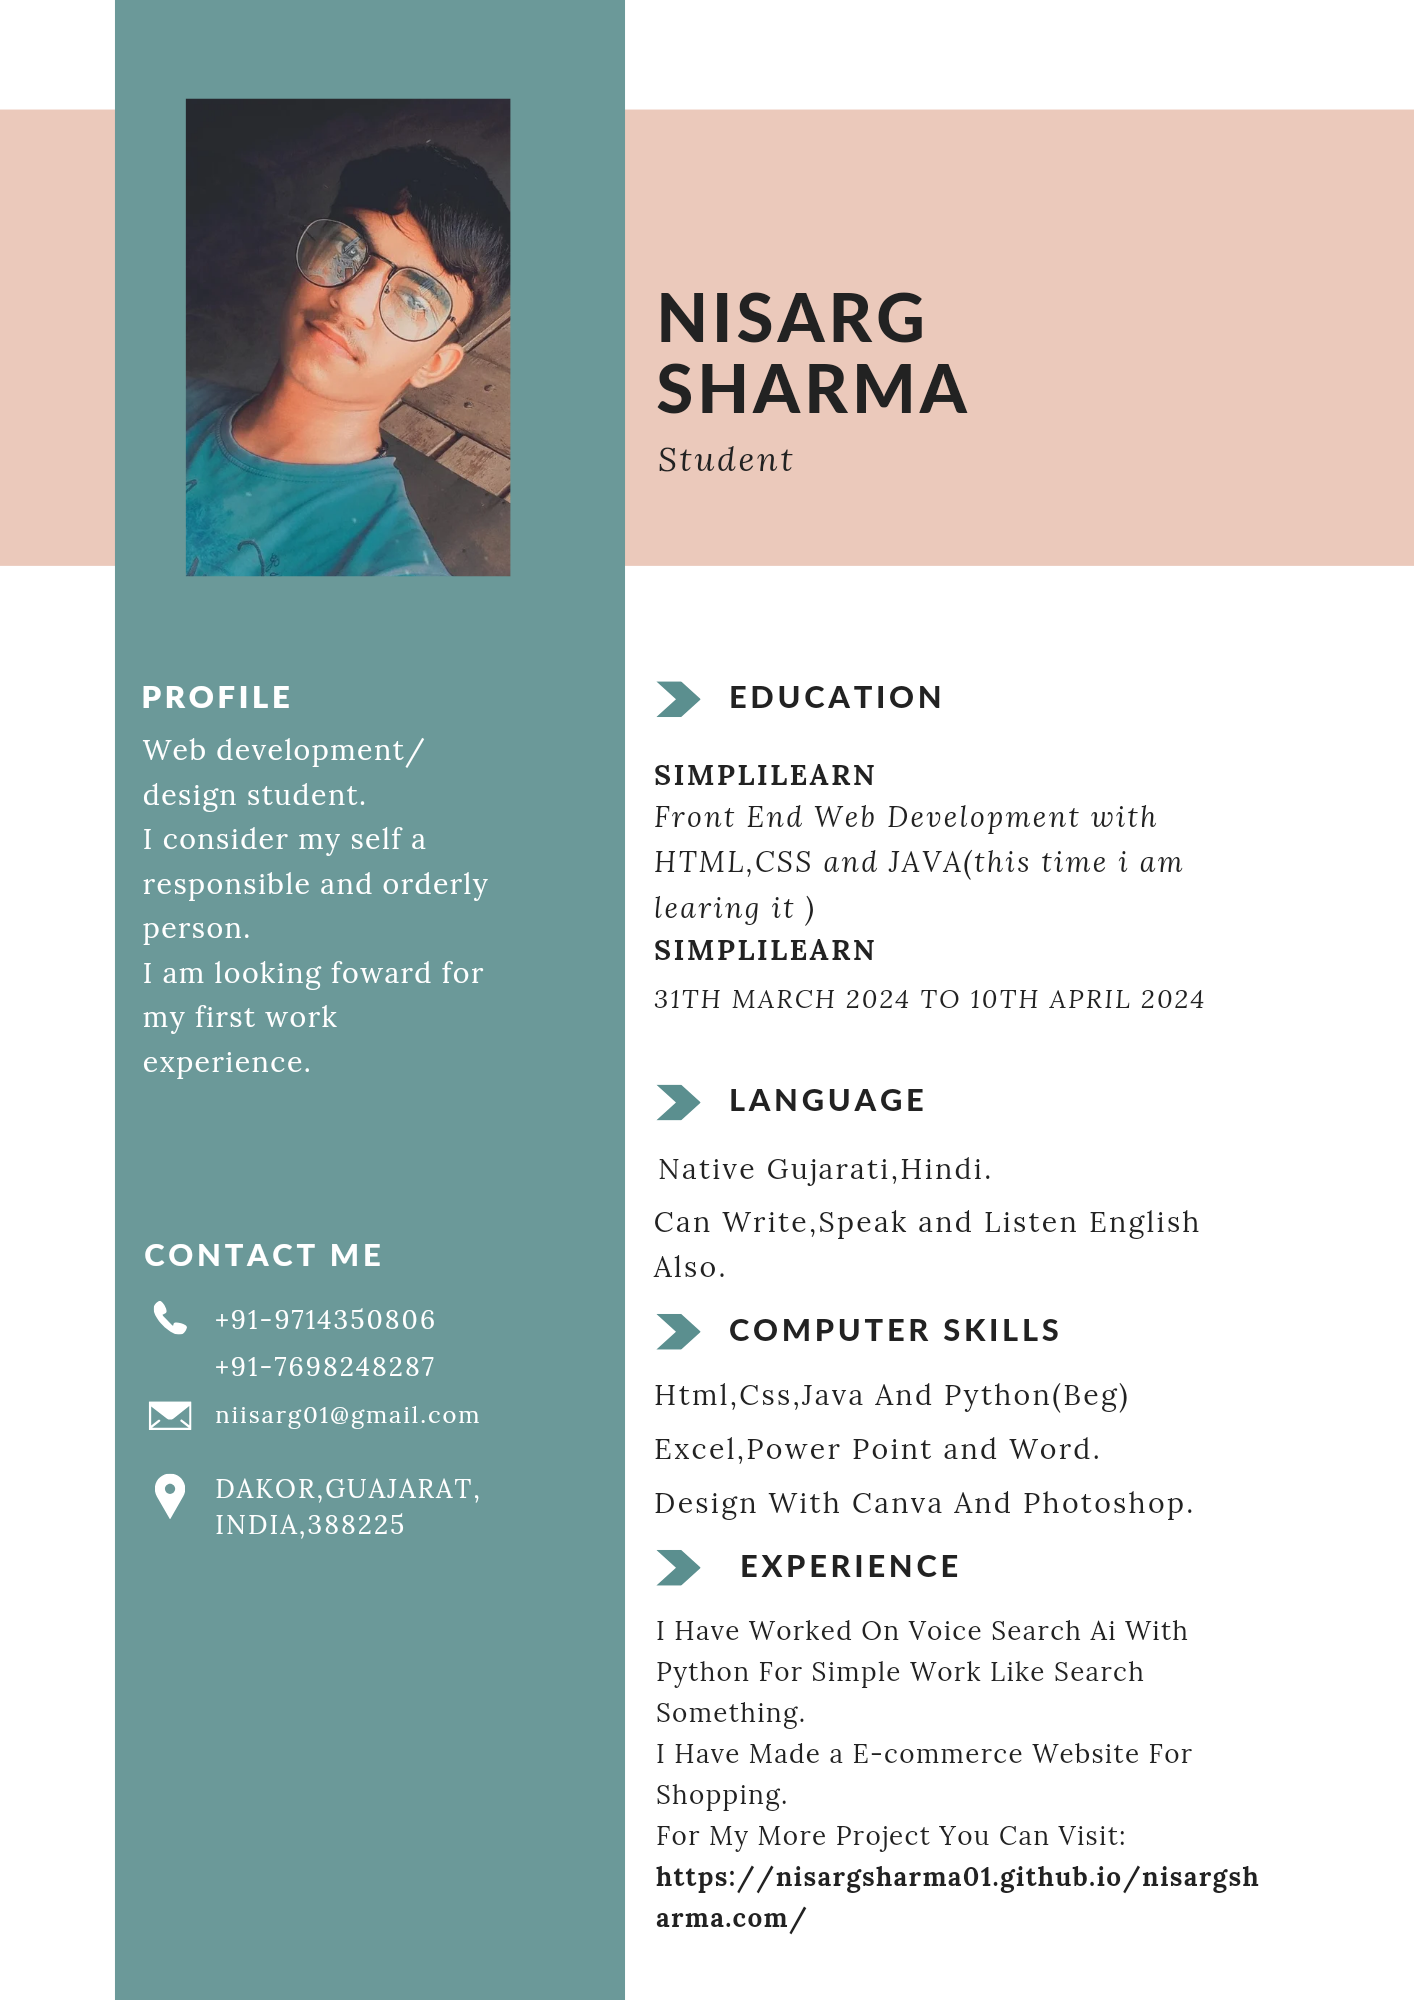 NISARG
SHARMA
Student
PROFILE
Web development/
design student.
I consider my self a
responsible and orderly
person.
I am looking foward for
my first work
experience.
CONTACT ME
+91-9714350806
+91-7698248287
niisarg01@gmail.com
DAKOR,GUAJARAT,
INDIA,388225
EDUCATION
SIMPLILEARN
Front End Web Development with
HTML,CSS and JAVA(this time i am
learing it )
SIMPLILEARN
31TH MARCH 2024 TO 10TH APRIL 2024
LANGUAGE
Native Gujarati,Hindi.
Can Write,Speak and Listen English
Also.
COMPUTER SKILLS
Html,Css,Java And Python(Beg)
Excel,Power Point and Word.
Design With Canva And Photoshop.
EXPERIENCE
I Have Worked On Voice Search Ai With
Python For Simple Work Like Search
Something.
I Have Made a E-commerce Website For
Shopping.
For My More Project You Can Visit:
https://nisargsharma01.github.io/nisargsh
arma.com/